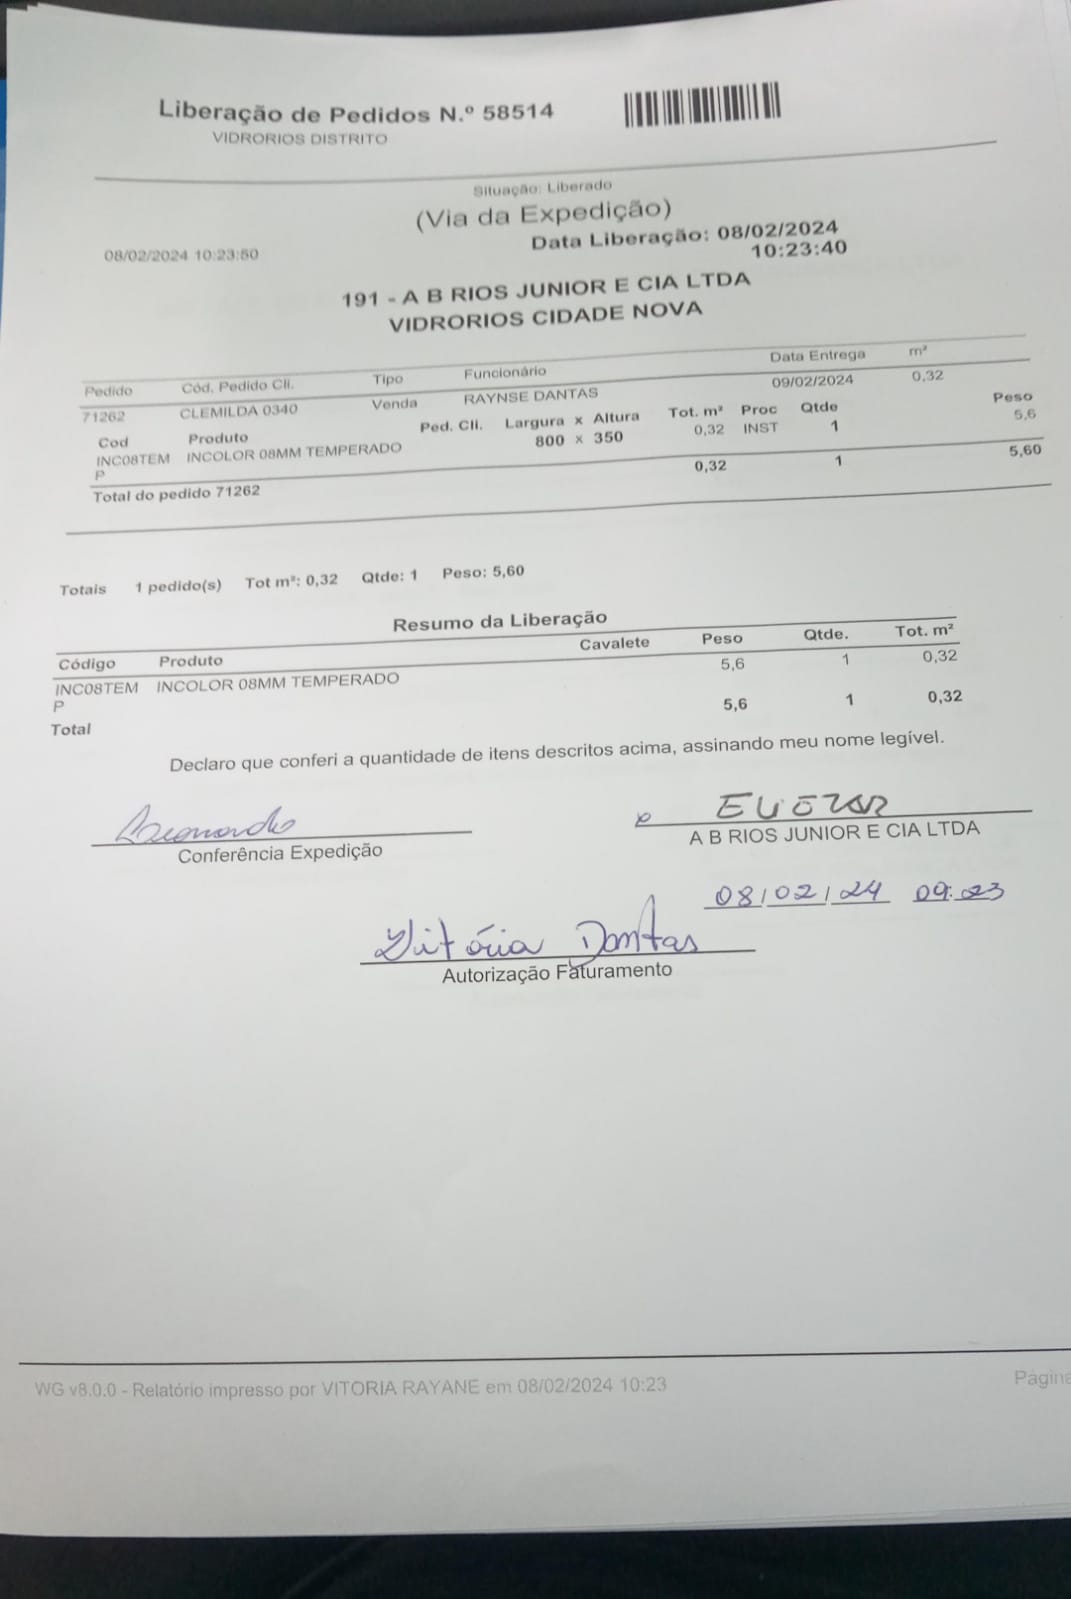 Liberação de Pedidos N.º 58514
VIDRORIOS DISTRITO
Situação: Liberado
(Via da Expedição)
08/02/2024 10:23:50
Data Liberação: 08/02/2024
10:23:40
191 - A B RIOS JUNIOR E CIA LTDA
VIDRORIOS CIDADE NOVA
Pedido Cód. Pedido Cli. Tipo Funcionário Data Entrega m²
71262 CLEMILDA 0340 Venda RAYNSE DANTAS 09/02/2024 0,32
Cod Produto Ped. Cli. Largura x Altura Tot. m² Proc Qtde Peso
INC08TEM INCOLOR 08MM TEMPERADO 800 x 350 0,32 INST 1 5,6
P
Total do pedido 71262 0,32 1 5,60
Totais 1 pedido(s) Tot m²: 0,32 Qtde: 1 Peso: 5,60
Resumo da Liberação
Código Produto Cavalete Peso Qtde. Tot. m²
INC08TEM INCOLOR 08MM TEMPERADO 5,6 1 0,32
P
Total 5,6 1 0,32
Declaro que conferi a quantidade de itens descritos acima, assinando meu nome legível.
Conferência Expedição
A B RIOS JUNIOR E CIA LTDA
08/02/24 09:23
Vitória Dantas
Autorização Faturamento
WG v8.0.0 - Relatório impresso por VITORIA RAYANE em 08/02/2024 10:23